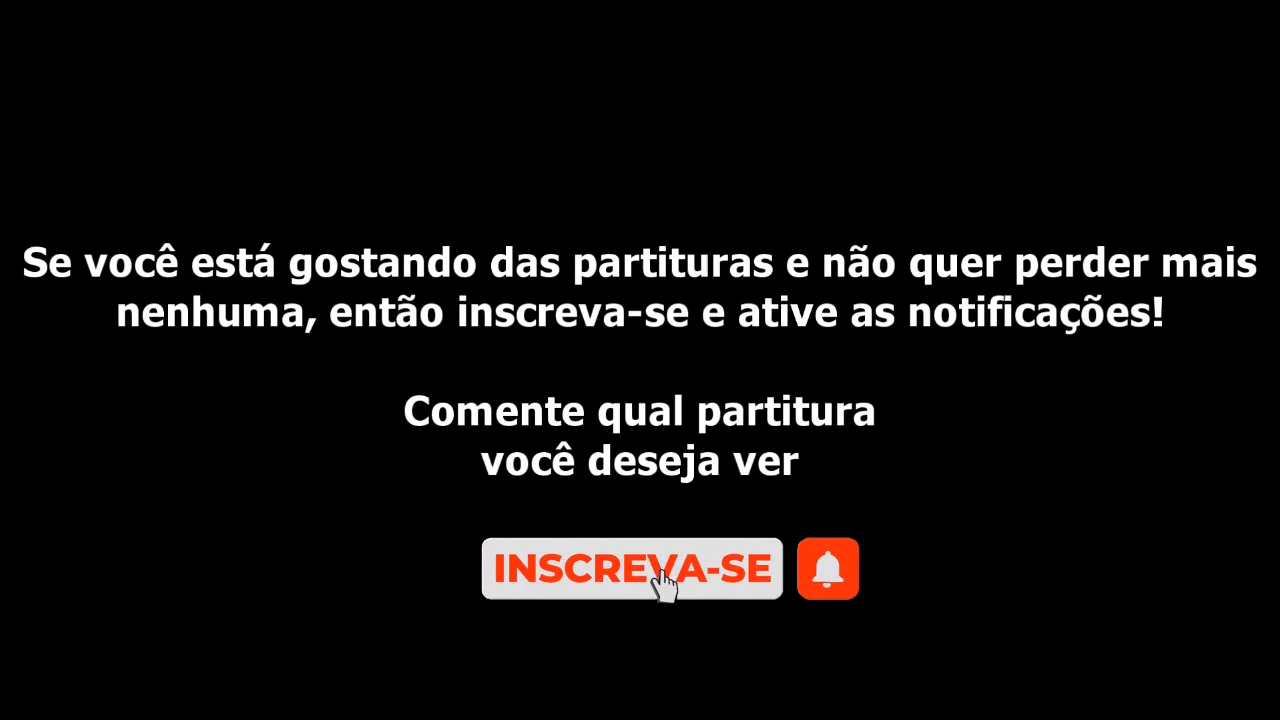 Se você está gostando das partituras e não quer perder mais
nenhuma, então inscreva-se e ative as notificações!
Comente qual partitura
você deseja ver
INSCREVA-SE